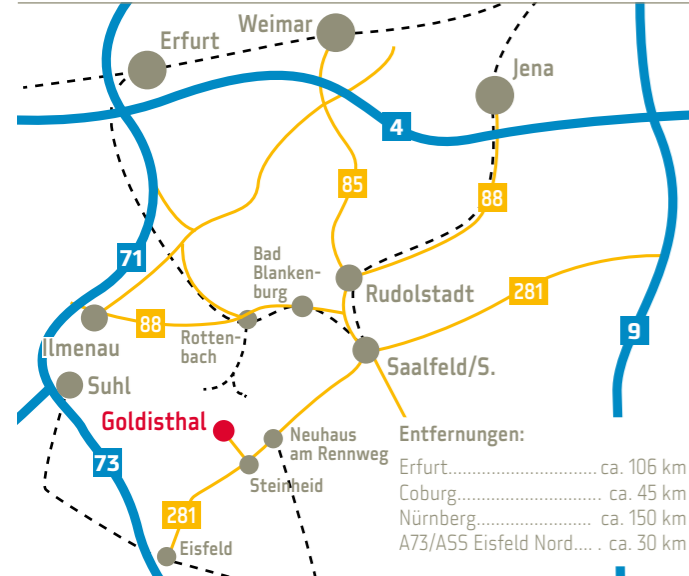 Weimar
Erfurt
Jena
4
85
88
71
Bad
Blanken-
burg
Rudolstadt
281
88
Rotten-
bach
9
Ilmenau
Saalfeld/S.
Suhl
Goldisthal
Neuhaus
am Rennweg
73
Steinheid
281
Eisfeld
Entfernungen:
Erfurt............................ ca. 106 km
Coburg........................... ca. 45 km
Nürnberg...................... ca. 150 km
A73/ASS Eisfeld Nord.... . ca. 30 km